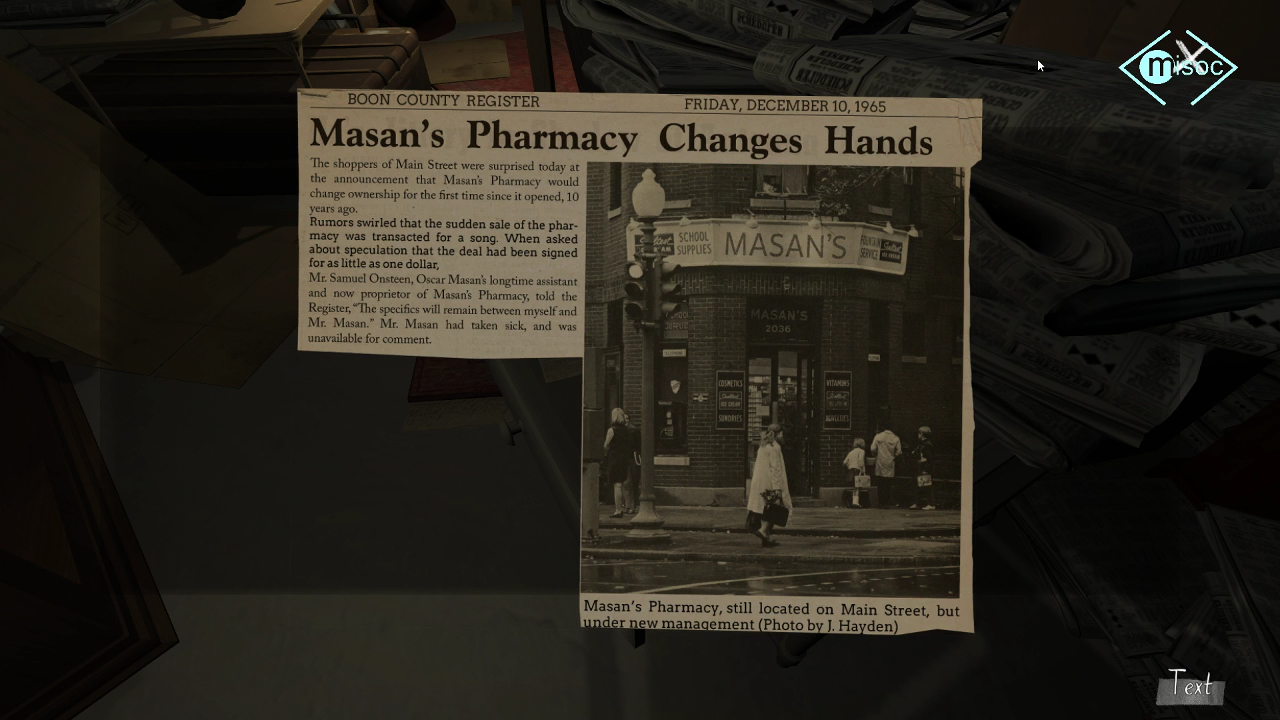 misoc
BOON COUNTY REGISTER
FRIDAY, DECEMBER 10, 1965
Masan's Pharmacy Changes Hands
The shoppers of Main Street were surprised today at
the announcement that Masan's Pharmacy would
change ownership for the first time since it opened, 10
years ago.
Rumors swirled that the sudden sale of the phar-
macy was transacted for a song. When asked
about speculation that the deal had been signed
for as little as one dollar,
Mr. Samuel Onsteen, Oscar Masan's longtime assistant
and now proprietor of Masan's Pharmacy, told the
Register, "The specifics will remain between myself and
Mr. Masan." Mr. Masan had taken sick, and was
unavailable for comment.
SCHOOL
SUPPLIES
MASAN'S
FOUNTAIN
SERVICE
MASAN'S
2036
COSMETICS
SUNDRIES
VITAMINS
NOVELTIES
Masan's Pharmacy, still located on Main Street, but
under new management (Photo by J. Hayden)
Text